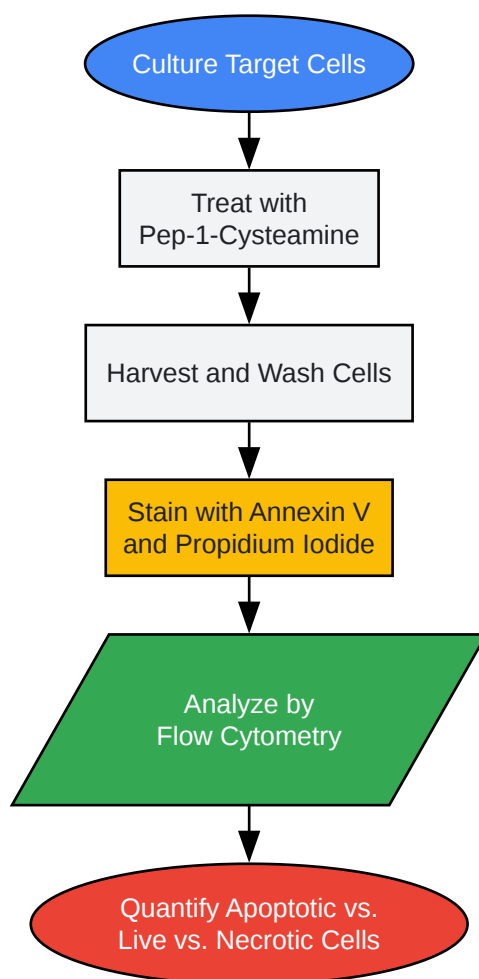 Culture Target Cells
Treat with
Pep-1-Cysteamine
Harvest and Wash Cells
Stain with Annexin V
and Propidium Iodide
Analyze by
Flow Cytometry
Quantify Apoptotic vs.
Live vs. Necrotic Cells